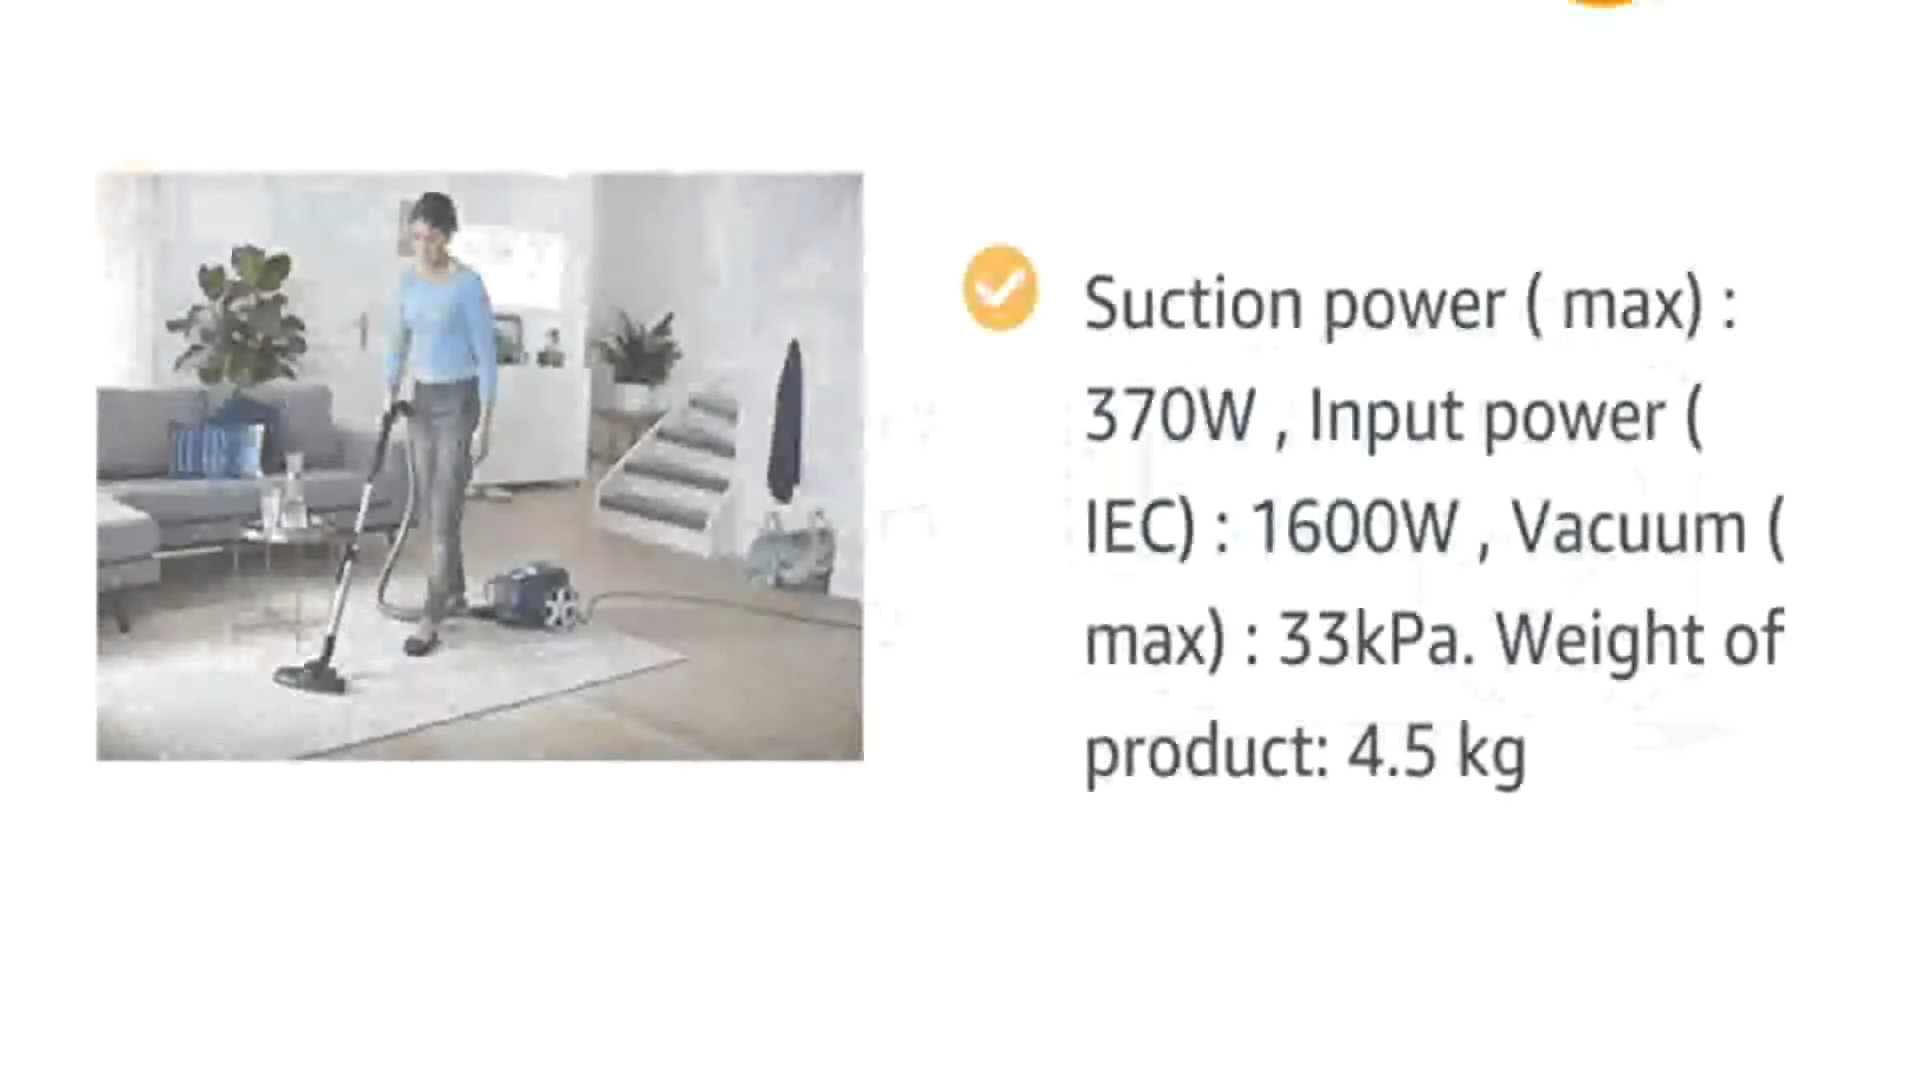 Suction power ( max) :
370W , Input power (
IEC) : 1600W , Vacuum (
max) : 33kPa. Weight of
product: 4.5 kg